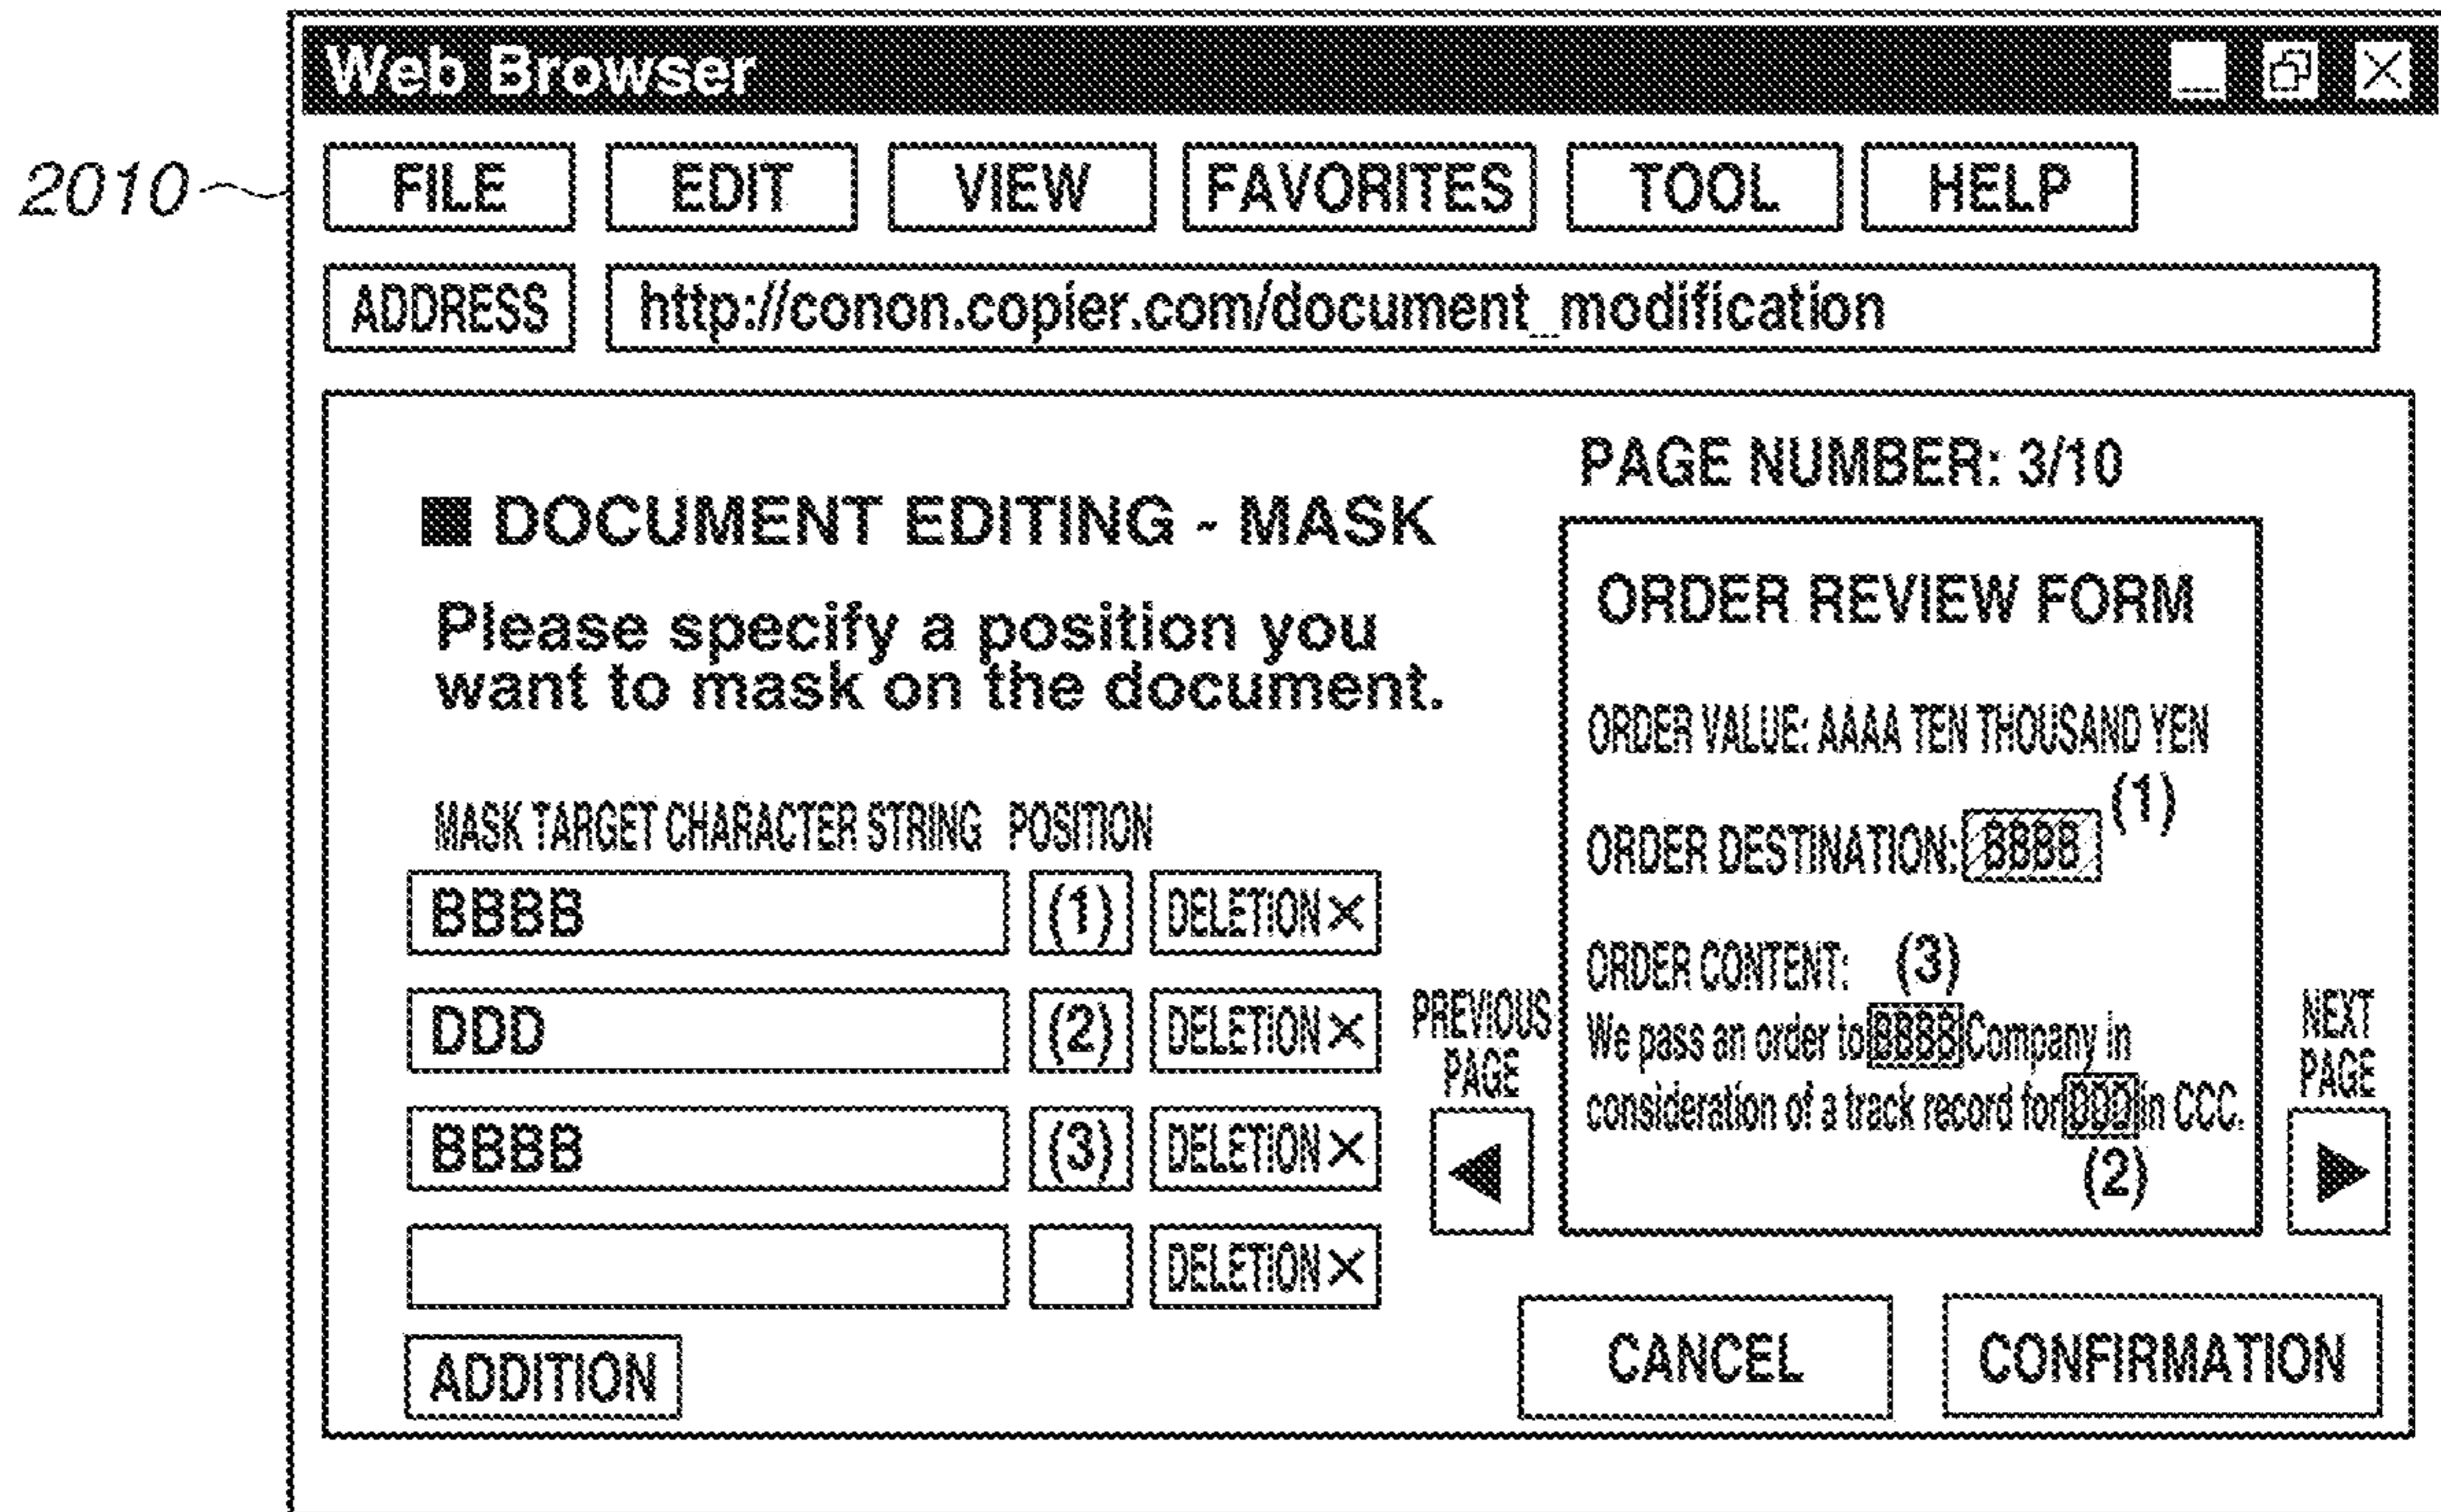 Web Browser
2010
FILE EDIT VIEW FAVORITES TOOL HELP
ADDRESS http://conon.copier.com/document_modification
■ DOCUMENT EDITING - MASK
Please specify a position you
want to mask on the document.
MASK TARGET CHARACTER STRING POSITION
BBBB (1) DELETION ×
DDD (2) DELETION ×
BBBB (3) DELETION ×
DELETION ×
ADDITION
PREVIOUS
PAGE
PAGE NUMBER: 3/10
ORDER REVIEW FORM
ORDER VALUE: AAAA TEN THOUSAND YEN
(1)
ORDER DESTINATION: BBBB
ORDER CONTENT: (3)
We pass an order to BBBB Company in
consideration of a track record for DDD in CCC.
(2)
NEXT
PAGE
CANCEL CONFIRMATION